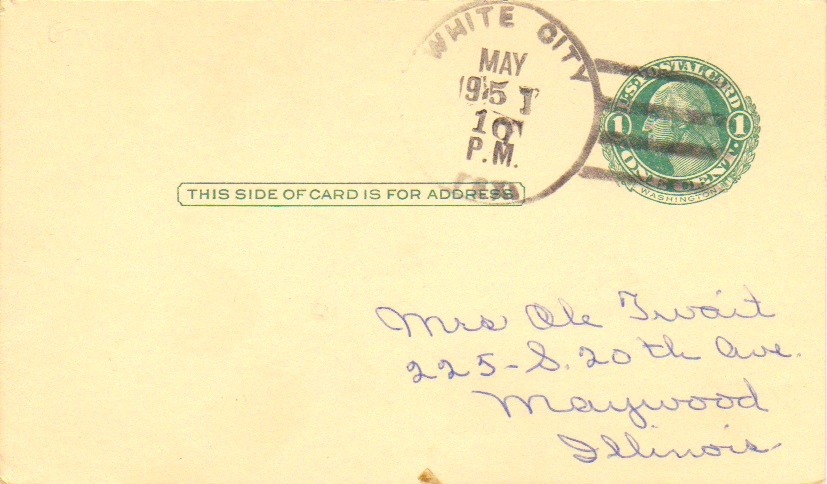 WHITE CITY
MAY
1951
10
P.M.
U.S. POSTAL CARD
1 1
ONE CENT
WASHINGTON
THIS SIDE OF CARD IS FOR ADDRESS
Mrs Ole Twait
225-S. 20th Ave.
Maywood
Illinois